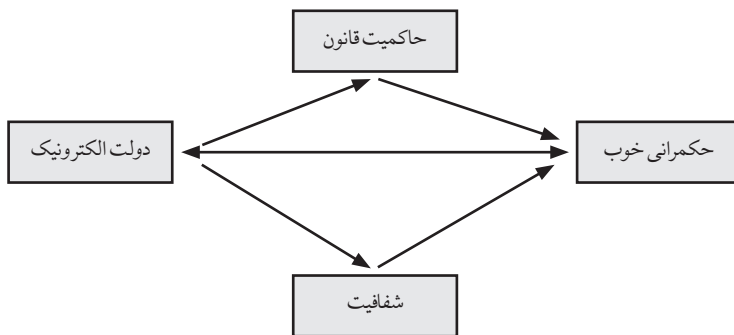 حاکمیت قانون
حکمرانی خوب
دولت الکترونیک
شفافیت